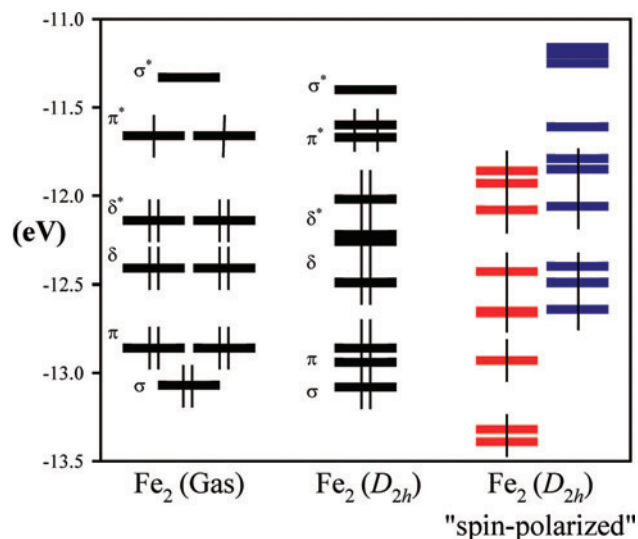 -11.0
-11.5
-12.0
(eV)
-12.5
-13.0
-13.5
σ*
π*
δ*
δ
π
σ
σ*
π*
δ*
δ
π
σ
Fe₂ (Gas)
Fe₂ (D₂ₕ)
Fe₂ (D₂ₕ)
"spin-polarized"